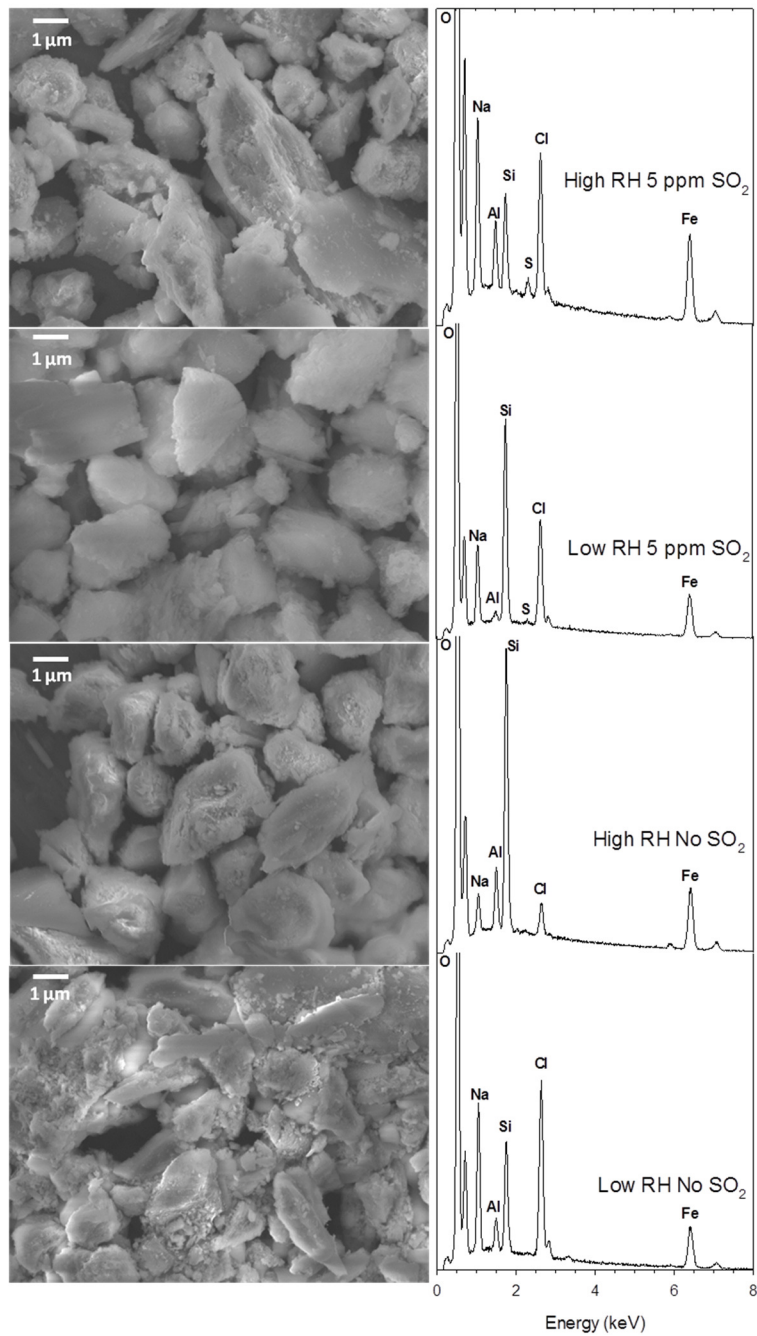 1 μm
O
Na
Cl
Si
Al
S
High RH 5 ppm SO₂
Fe
1 μm
O
Si
Cl
Na
Al
S
Low RH 5 ppm SO₂
Fe
1 μm
O
Si
High RH No SO₂
Al
Na
Cl
Fe
1 μm
O
Cl
Na
Si
Al
Low RH No SO₂
Fe
0 2 4 6 8
Energy (keV)